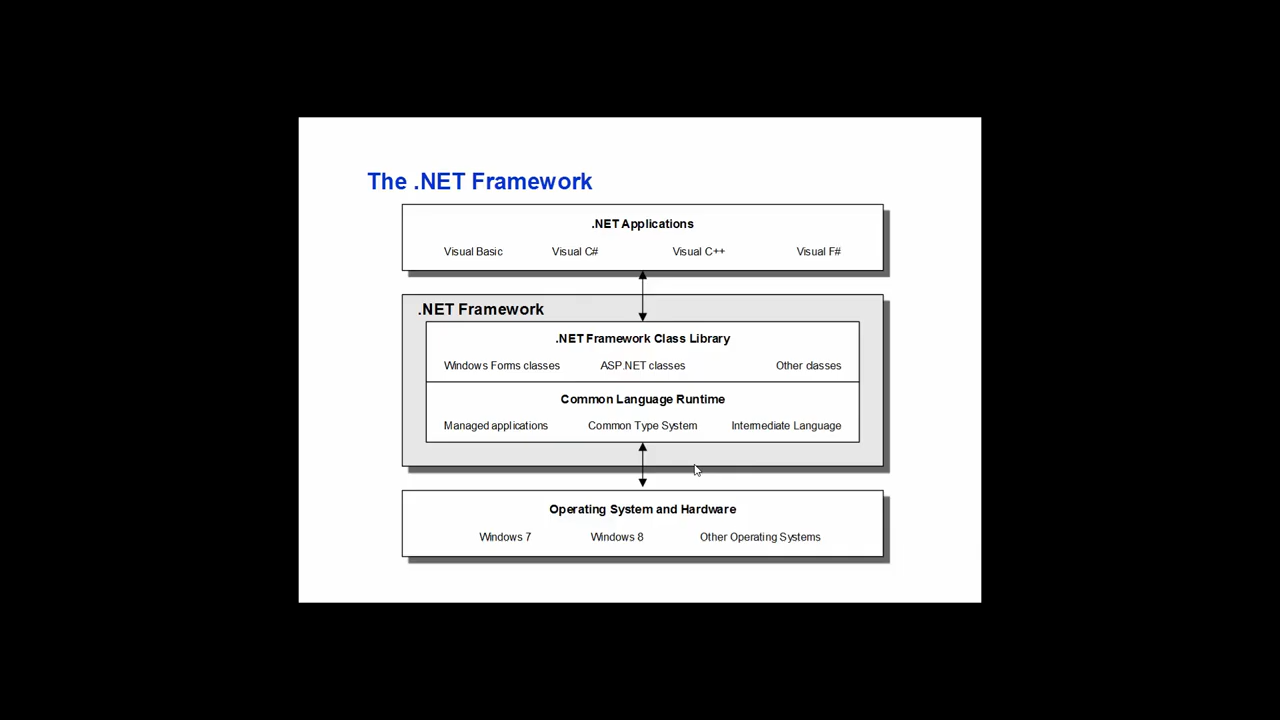 The .NET Framework
.NET Applications
Visual Basic Visual C# Visual C++ Visual F#
.NET Framework
.NET Framework Class Library
Windows Forms classes ASP.NET classes Other classes
Common Language Runtime
Managed applications Common Type System Intermediate Language
Operating System and Hardware
Windows 7 Windows 8 Other Operating Systems